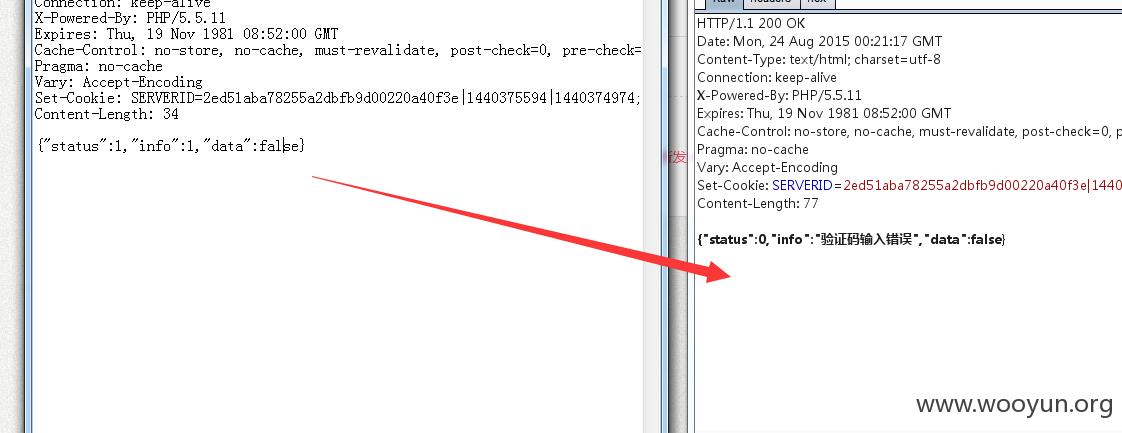 Connection: keep-alive
X-Powered-By: PHP/5.5.11
Expires: Thu, 19 Nov 1981 08:52:00 GMT
Cache-Control: no-store, no-cache, must-revalidate, post-check=0, pre-check=
Pragma: no-cache
Vary: Accept-Encoding
Set-Cookie: SERVERID=2ed51aba78255a2dbfb9d00220a40f3e|1440375594|1440374974;
Content-Length: 34
{"status":1,"info":1,"data":false}
Raw Headers Hex
HTTP/1.1 200 OK
Date: Mon, 24 Aug 2015 00:21:17 GMT
Content-Type: text/html; charset=utf-8
Connection: keep-alive
X-Powered-By: PHP/5.5.11
Expires: Thu, 19 Nov 1981 08:52:00 GMT
Cache-Control: no-store, no-cache, must-revalidate, post-check=0, p
Pragma: no-cache
Vary: Accept-Encoding
Set-Cookie: SERVERID=2ed51aba78255a2dbfb9d00220a40f3e|1440
Content-Length: 77
{"status":0,"info":"验证码输入错误","data":false}
www.wooyun.org